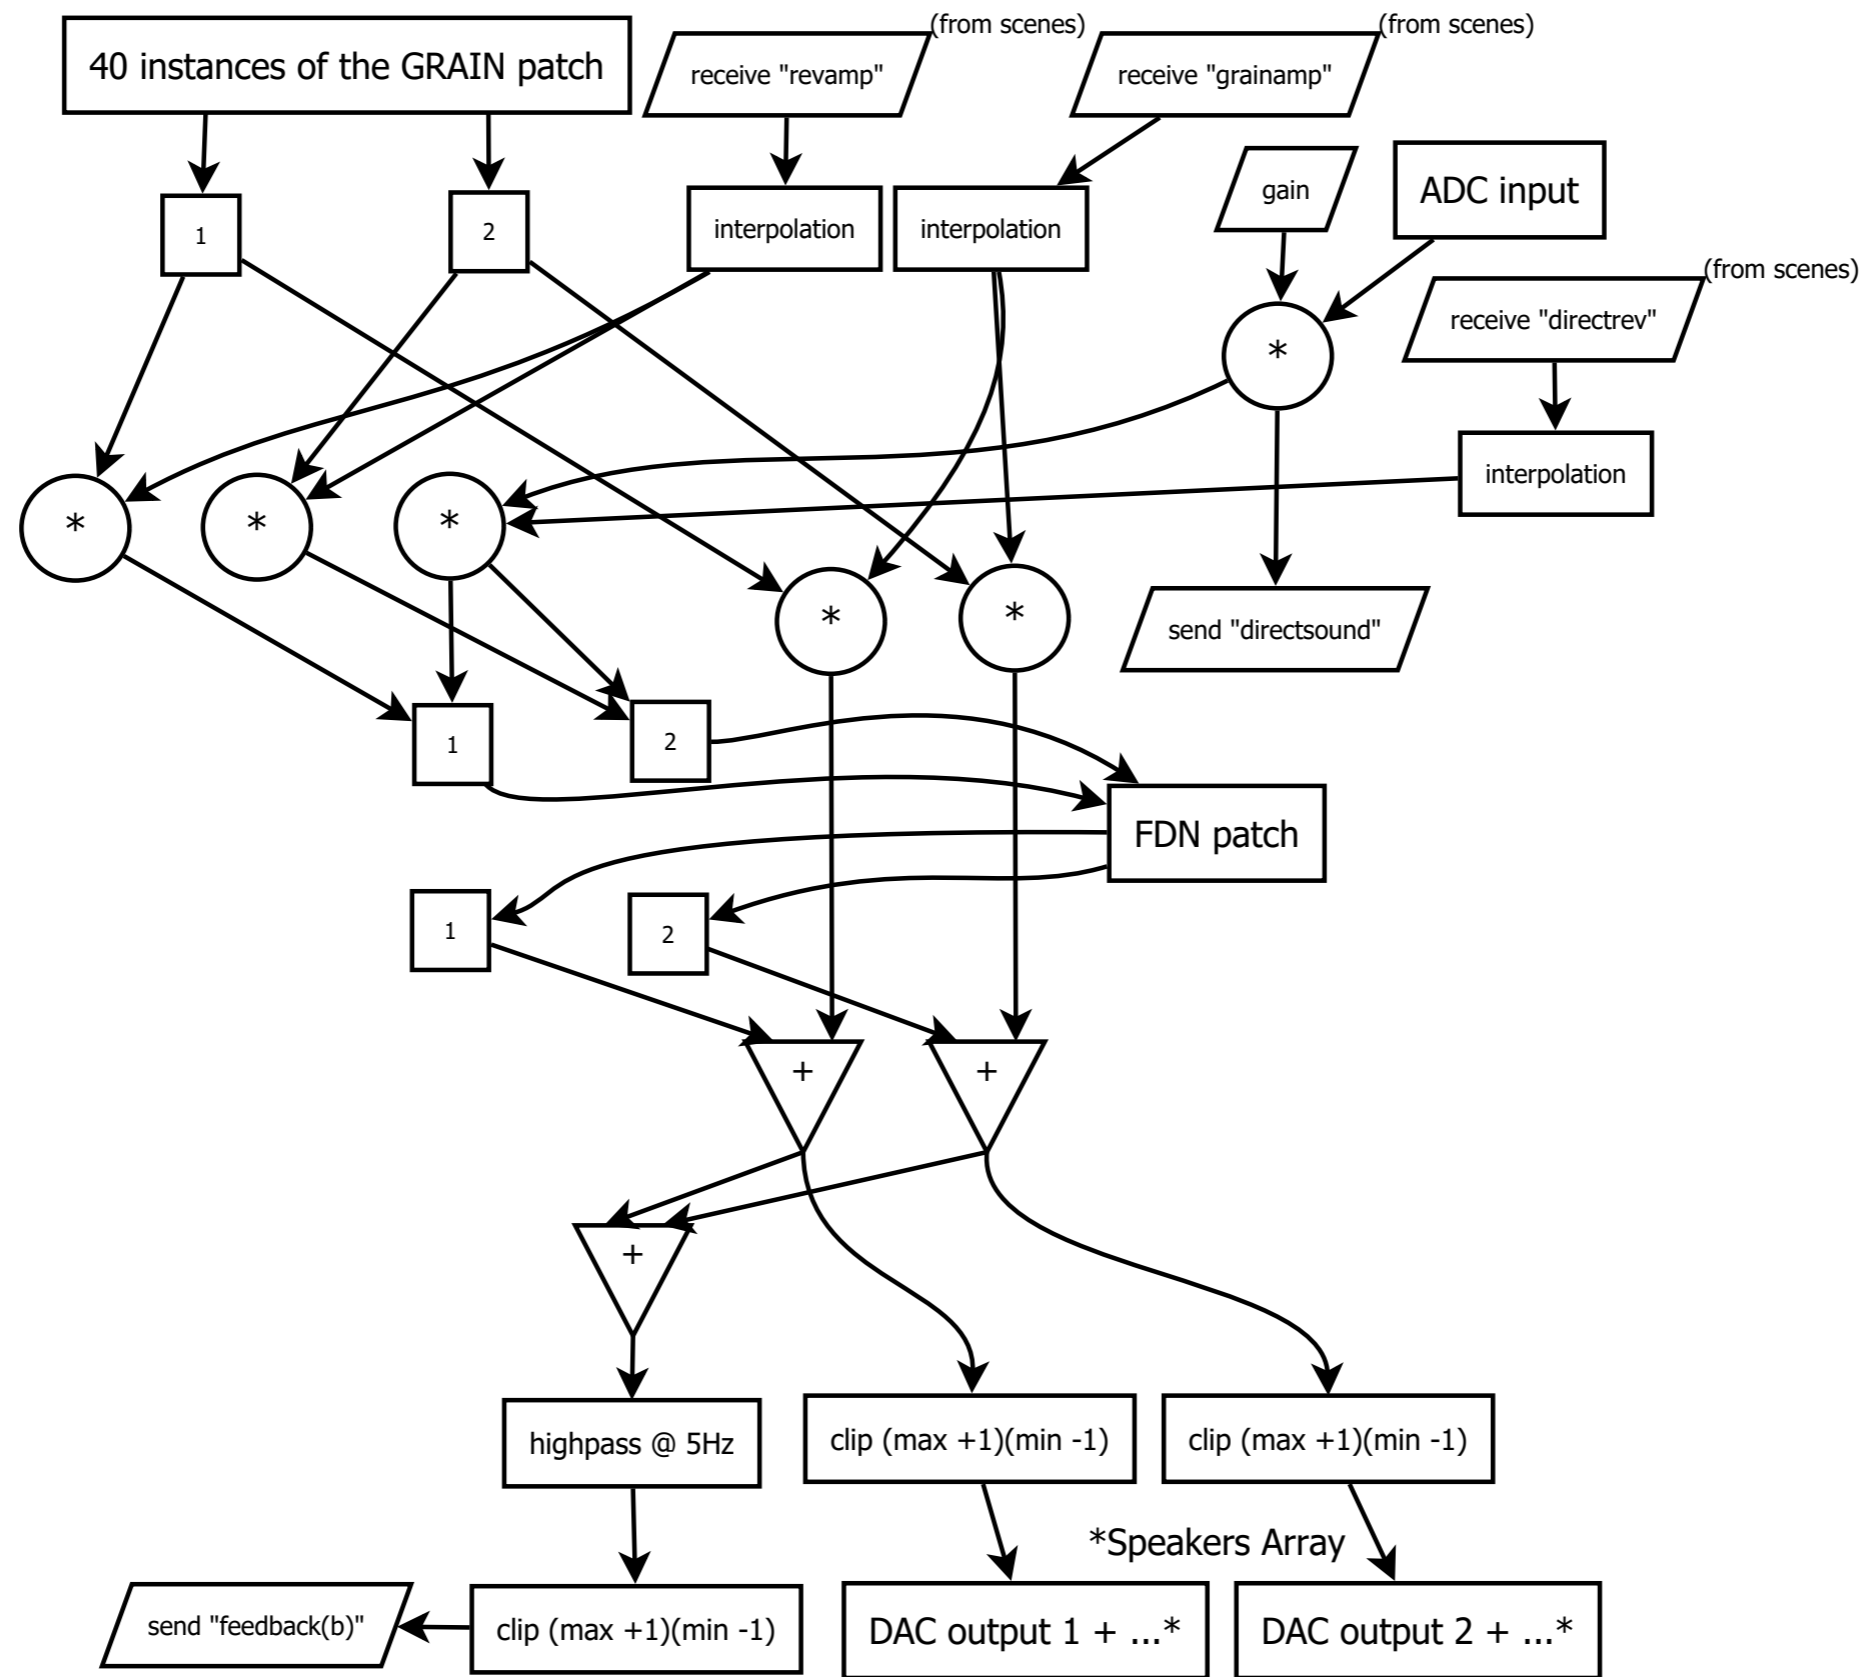 (from scenes)
(from scenes)
40 instances of the GRAIN patch
receive "revamp"
receive "grainamp"
gain
ADC input
1
2
interpolation
interpolation
(from scenes)
receive "directrev"
*
interpolation
*
*
*
*
*
send "directsound"
1
2
FDN patch
1
2
+
+
+
highpass @ 5Hz
clip (max +1)(min -1)
clip (max +1)(min -1)
*Speakers Array
send "feedback(b)"
clip (max +1)(min -1)
DAC output 1 + ...*
DAC output 2 + ...*